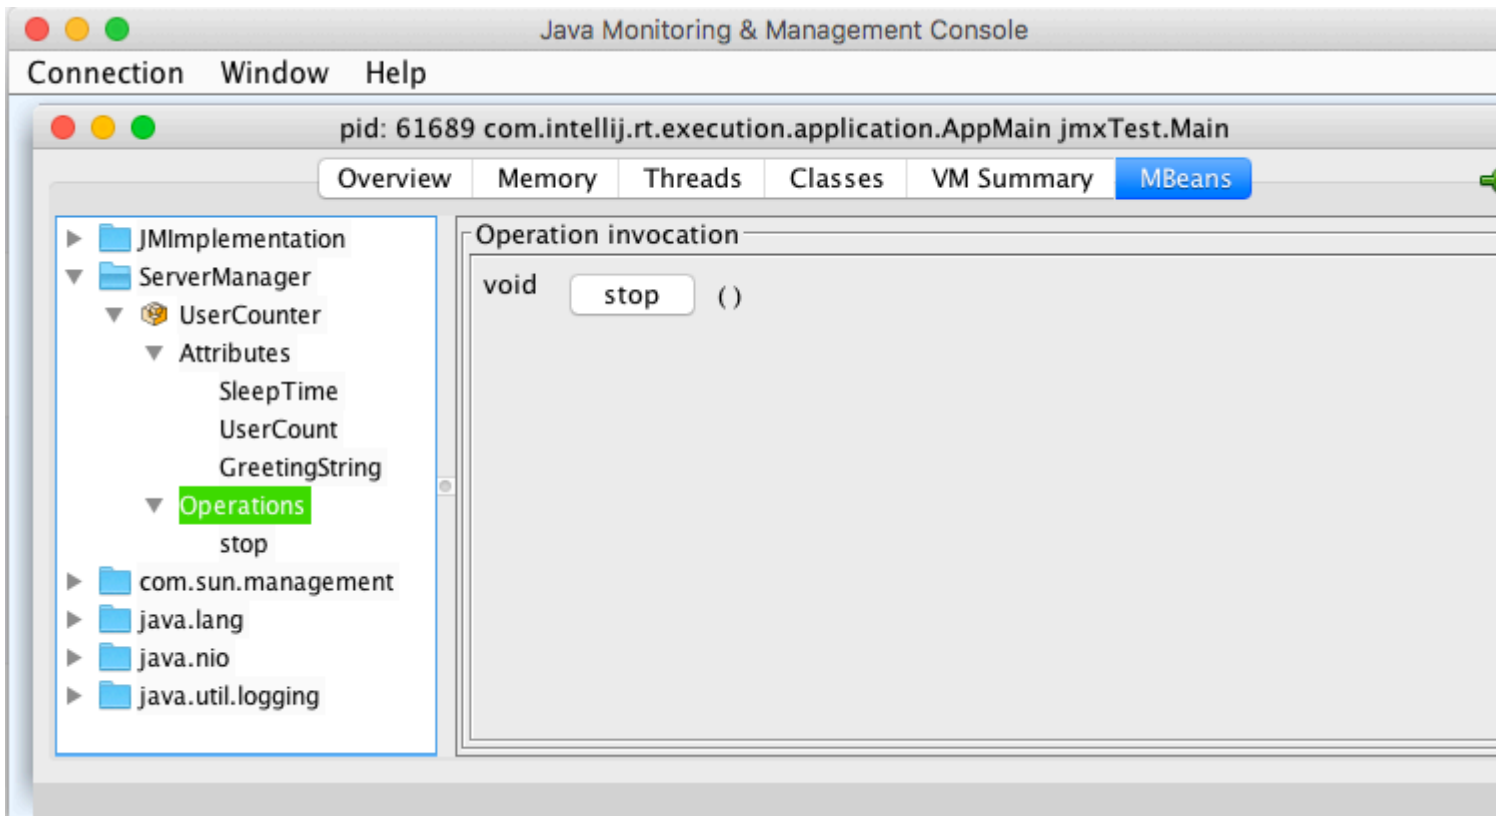 Java Monitoring & Management Console
Connection Window Help
pid: 61689 com.intellij.rt.execution.application.AppMain jmxTest.Main
Overview Memory Threads Classes VM Summary MBeans
JMImplementation
ServerManager
UserCounter
Attributes
SleepTime
UserCount
GreetingString
Operations
stop
com.sun.management
java.lang
java.nio
java.util.logging
Operation invocation
void stop ()